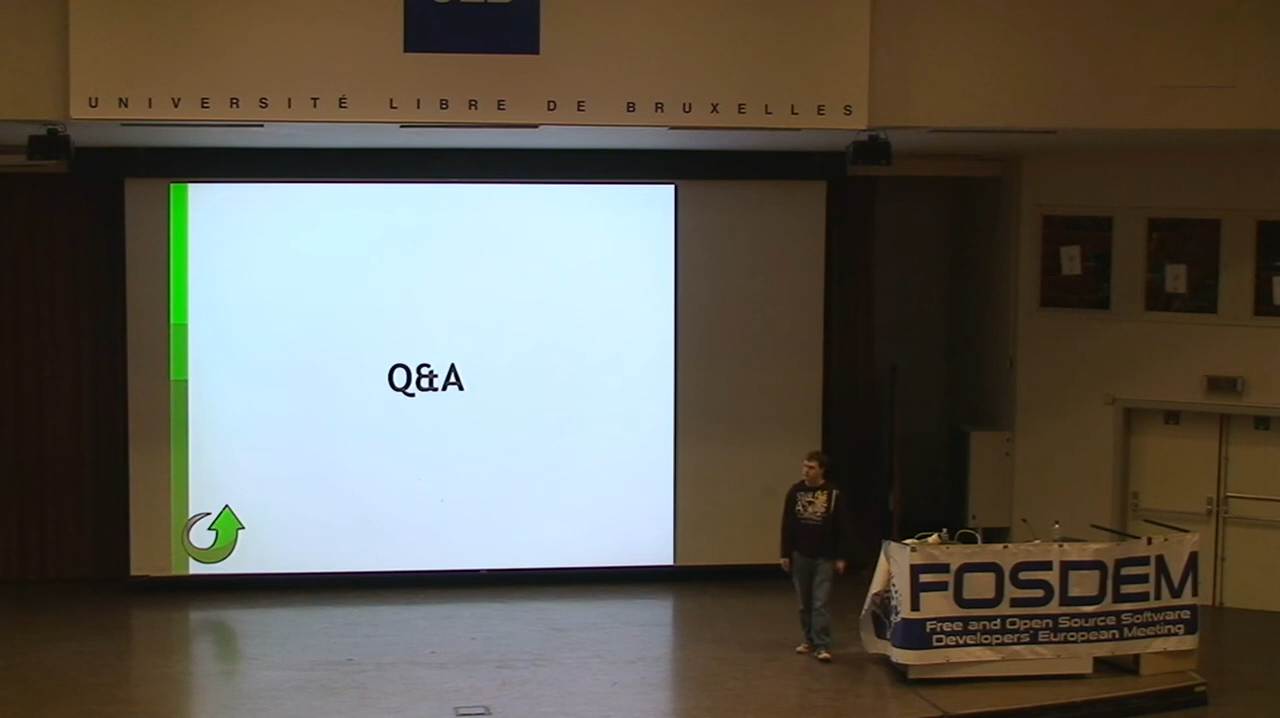 UNIVERSITÉ LIBRE DE BRUXELLES
Q&A
FOSDEM
Free and Open Source Software
Developers' European Meeting